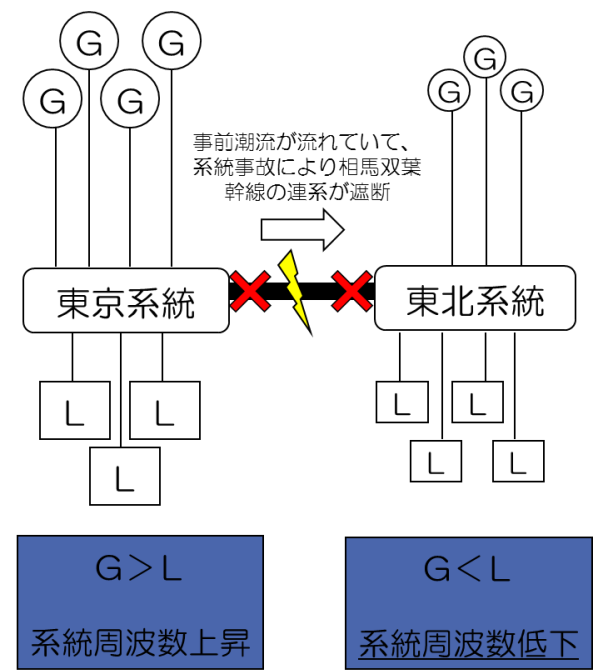 G
G
G
G
G
G
G
事前潮流が流れていて、
系統事故により相馬双葉
幹線の連系が遮断
東京系統
東北系統
L
L
L
L
L
L
L
G＞L
系統周波数上昇
G＜L
系統周波数低下